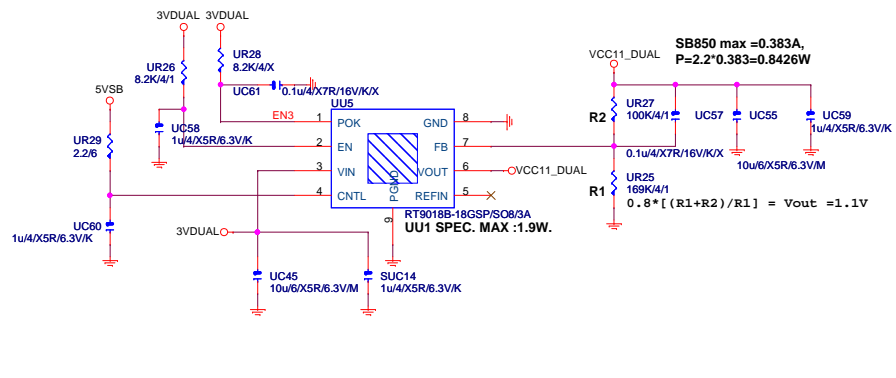 3VDUAL
3VDUAL
UR26
8.2K/4/1
UR28
8.2K/4/X
UC61
0.1u/4/X7R/16V/K/X
5VSB
UR29
2.2/6
UC58
1u/4/X5R/6.3V/K
EN3
UU5
1 POK GND 8
2 EN FB 7
3 VIN VOUT 6
4 CNTL REFIN 5
PGND
9
RT9018B-18GSP/SO8/3A
UU1 SPEC. MAX :1.9W.
UC60
1u/4/X5R/6.3V/K
3VDUAL
UC45
10u/6/X5R/6.3V/M
SUC14
1u/4/X5R/6.3V/K
VCC11_DUAL
VCC11_DUAL
SB850 max =0.383A,
P=2.2*0.383=0.8426W
R2
UR27
100K/4/1
UC57
0.1u/4/X7R/16V/K/X
UC55
10u/6/X5R/6.3V/M
UC59
1u/4/X5R/6.3V/K
R1
UR25
169K/4/1
0.8*[(R1+R2)/R1] = Vout =1.1V